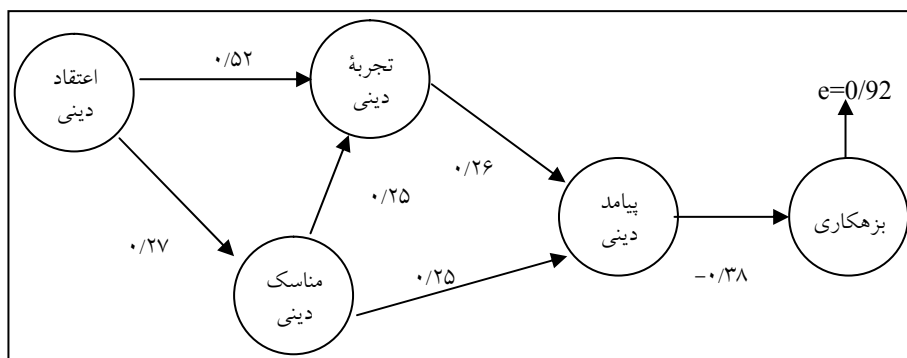 اعتقاد
دینی
۰/۵۲
تجربۀ
دینی
e=0/92
۰/۲۶
۰/۲۵
پیامد
دینی
بزهکاری
۰/۲۷
مناسک
دینی
۰/۲۵
−۰/۳۸